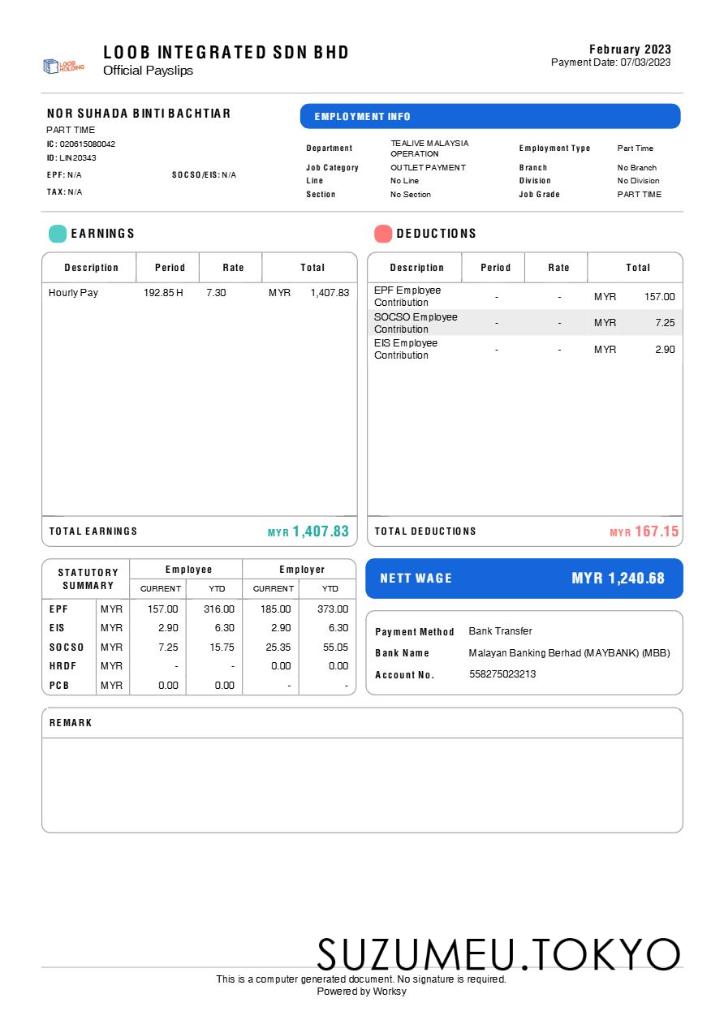 LOOB INTEGRATED SDN BHD
Official Payslips
February 2023
Payment Date: 07/03/2023
LOOB
HOLDING
NOR SUHADA BINTI BACHTIAR
PART TIME
IC: 020615080042
ID: LIN20343
EPF: N/A SOCSO/EIS: N/A
TAX: N/A
EMPLOYMENT INFO
Department TEALIVE MALAYSIA OPERATION Employment Type Part Time
Job Category OUTLET PAYMENT Branch No Branch
Line No Line Division No Division
Section No Section Job Grade PART TIME
EARNINGS
Description Period Rate Total
Hourly Pay 192.85 H 7.30 MYR 1,407.83
TOTAL EARNINGS MYR 1,407.83
DEDUCTIONS
Description Period Rate Total
EPF Employee Contribution - - MYR 157.00
SOCSO Employee Contribution - - MYR 7.25
EIS Employee Contribution - - MYR 2.90
TOTAL DEDUCTIONS MYR 167.15
STATUTORY SUMMARY Employee Employer
CURRENT YTD CURRENT YTD
EPF MYR 157.00 316.00 185.00 373.00
EIS MYR 2.90 6.30 2.90 6.30
SOCSO MYR 7.25 15.75 25.35 55.05
HRDF MYR - - 0.00 0.00
PCB MYR 0.00 0.00 - -
NETT WAGE MYR 1,240.68
Payment Method Bank Transfer
Bank Name Malayan Banking Berhad (MAYBANK) (MBB)
Account No. 558275023213
REMARK
SUZUMEU.TOKYO
This is a computer generated document. No signature is required.
Powered by Worksy